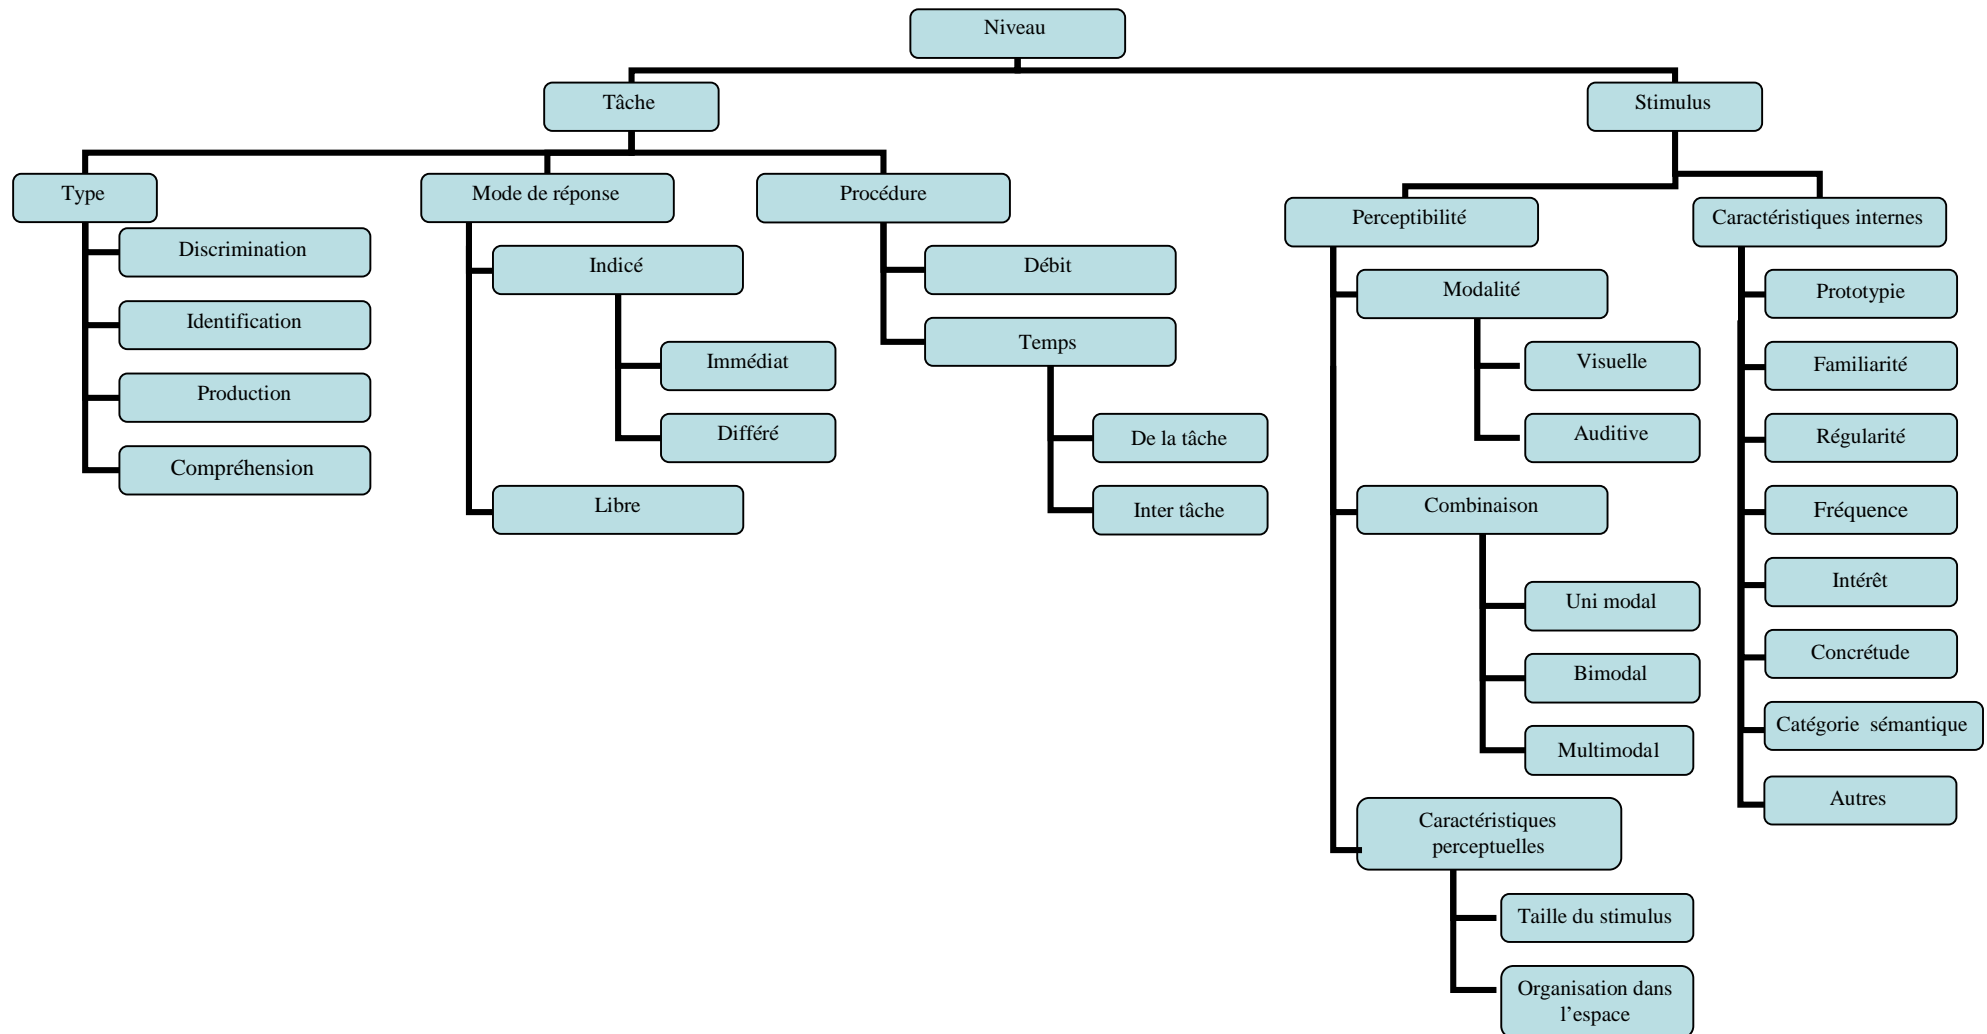 Niveau
Tâche
Stimulus
Type
Mode de réponse
Procédure
Perceptibilité
Caractéristiques internes
Discrimination
Identification
Production
Compréhension
Indicé
Immédiat
Différé
Libre
Débit
Temps
De la tâche
Inter tâche
Modalité
Visuelle
Auditive
Combinaison
Uni modal
Bimodal
Multimodal
Caractéristiques
perceptuelles
Taille du stimulus
Organisation dans
l’espace
Prototypie
Familiarité
Régularité
Fréquence
Intérêt
Concrétude
Catégorie  sémantique
Autres